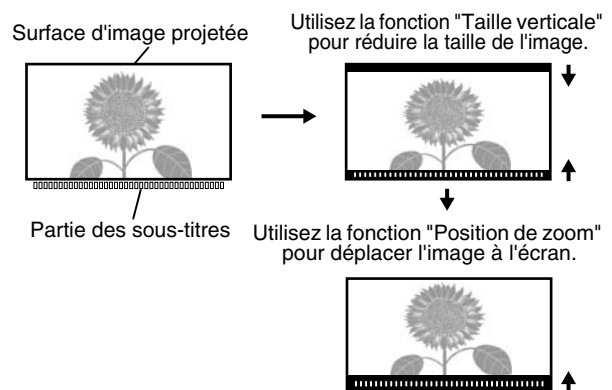 Surface d'image projetée
Utilisez la fonction "Taille verticale"
pour réduire la taille de l'image.
Partie des sous-titres
Utilisez la fonction "Position de zoom"
pour déplacer l'image à l'écran.